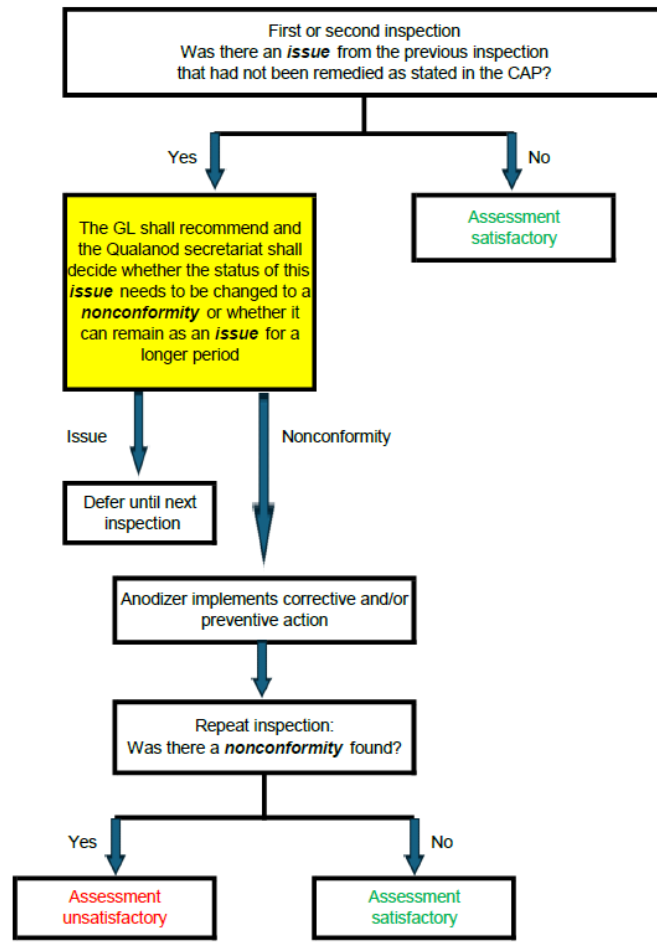 First or second inspection
Was there an issue from the previous inspection
that had not been remedied as stated in the CAP?
Yes
No
The GL shall recommend and
the Qualanod secretariat shall
decide whether the status of this
issue needs to be changed to a
nonconformity or whether it
can remain as an issue for a
longer period
Assessment
satisfactory
Issue
Nonconformity
Defer until next
inspection
Anodizer implements corrective and/or
preventive action
Repeat inspection:
Was there a nonconformity found?
Yes
No
Assessment
unsatisfactory
Assessment
satisfactory